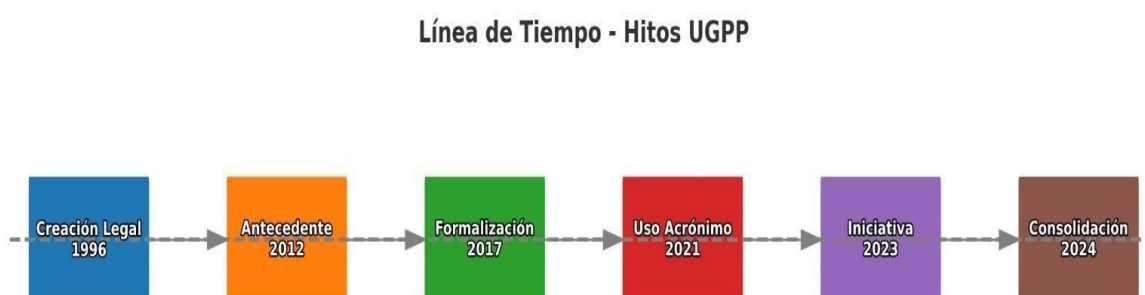 Línea de Tiempo - Hitos UGPP
Creación Legal
1996
Antecedente
2012
Formalización
2017
Uso Acrónimo
2021
Iniciativa
2023
Consolidación
2024